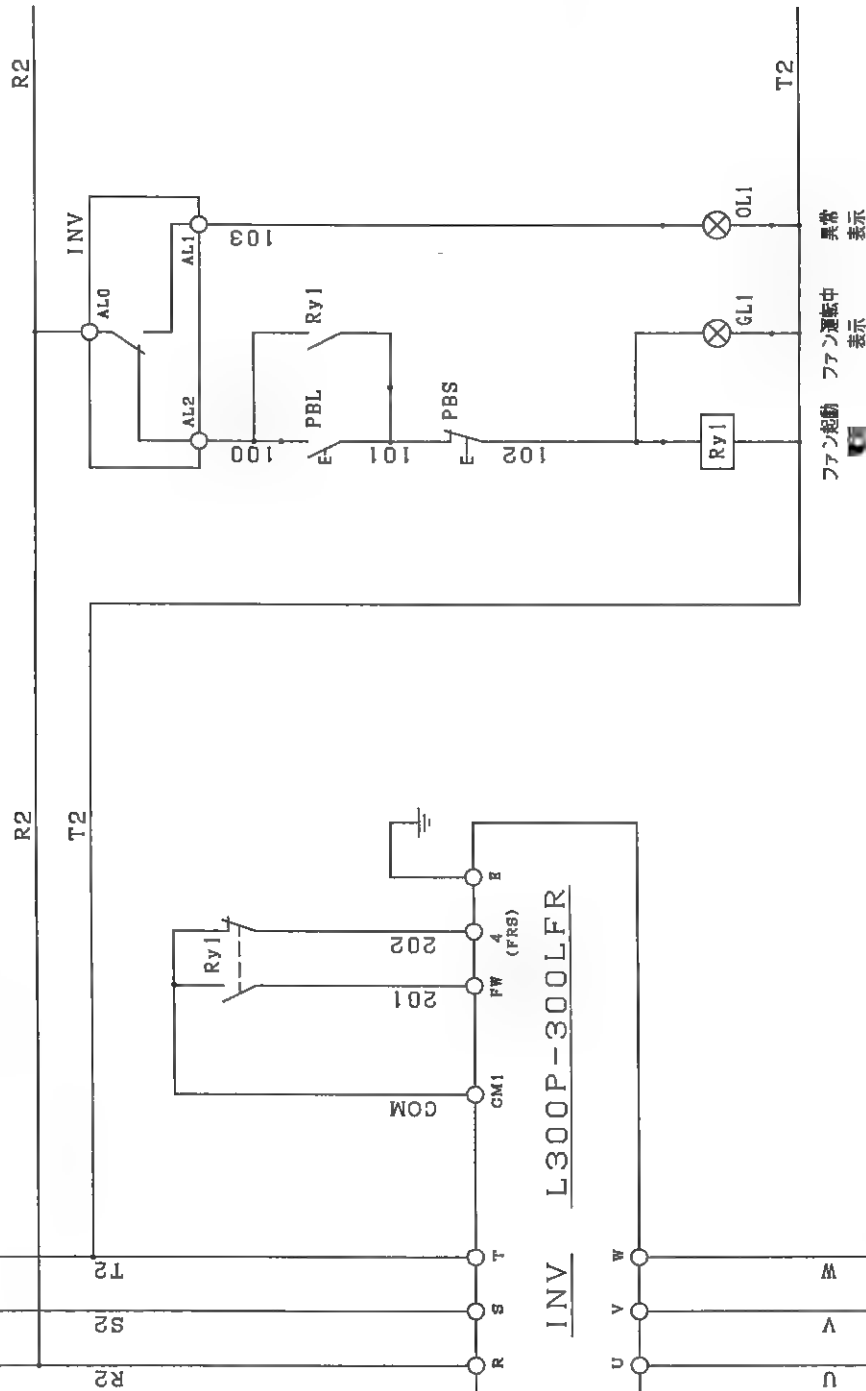 R2
INV
AL0
AL2
AL1
100
103
Ry1
PBL
101
PBS
102
Ry1
GL1
OL1
T2
ファン起動
ファン運転中
表示
異常
表示
R2
T2
Ry1
COM
201
202
CM1
FW
4
(FRS)
E
R2
S2
T2
R
S
T
INV
L300P-300LFR
U
V
W
U
V
W